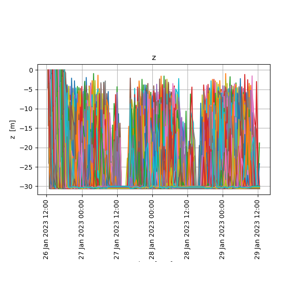 z
0
−5
−10
−15
−20
−25
−30
z [m]
26 Jan 2023 12:00
27 Jan 2023 00:00
27 Jan 2023 12:00
28 Jan 2023 00:00
28 Jan 2023 12:00
29 Jan 2023 00:00
29 Jan 2023 12:00